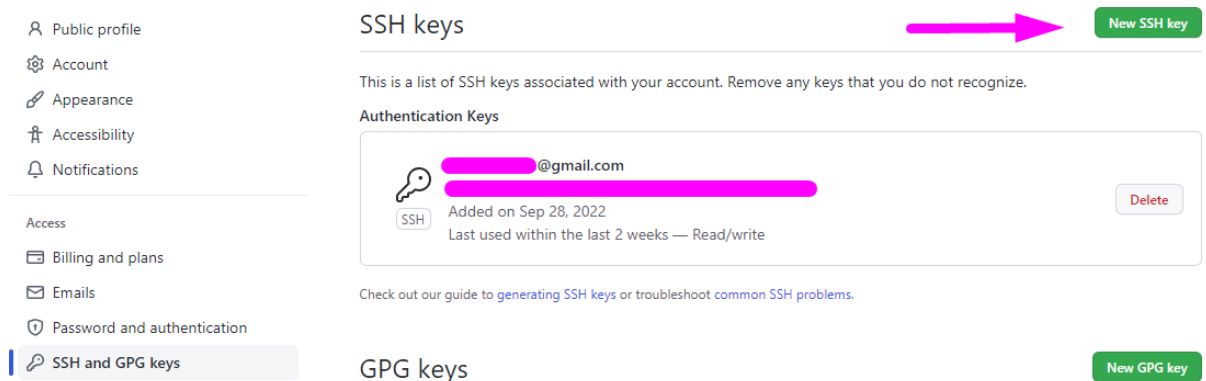 Public profile
Account
Appearance
Accessibility
Notifications
Access
Billing and plans
Emails
Password and authentication
SSH and GPG keys
SSH keys
New SSH key
This is a list of SSH keys associated with your account. Remove any keys that you do not recognize.
Authentication Keys
@gmail.com
SSH
Added on Sep 28, 2022
Last used within the last 2 weeks — Read/write
Delete
Check out our guide to generating SSH keys or troubleshoot common SSH problems.
GPG keys
New GPG key